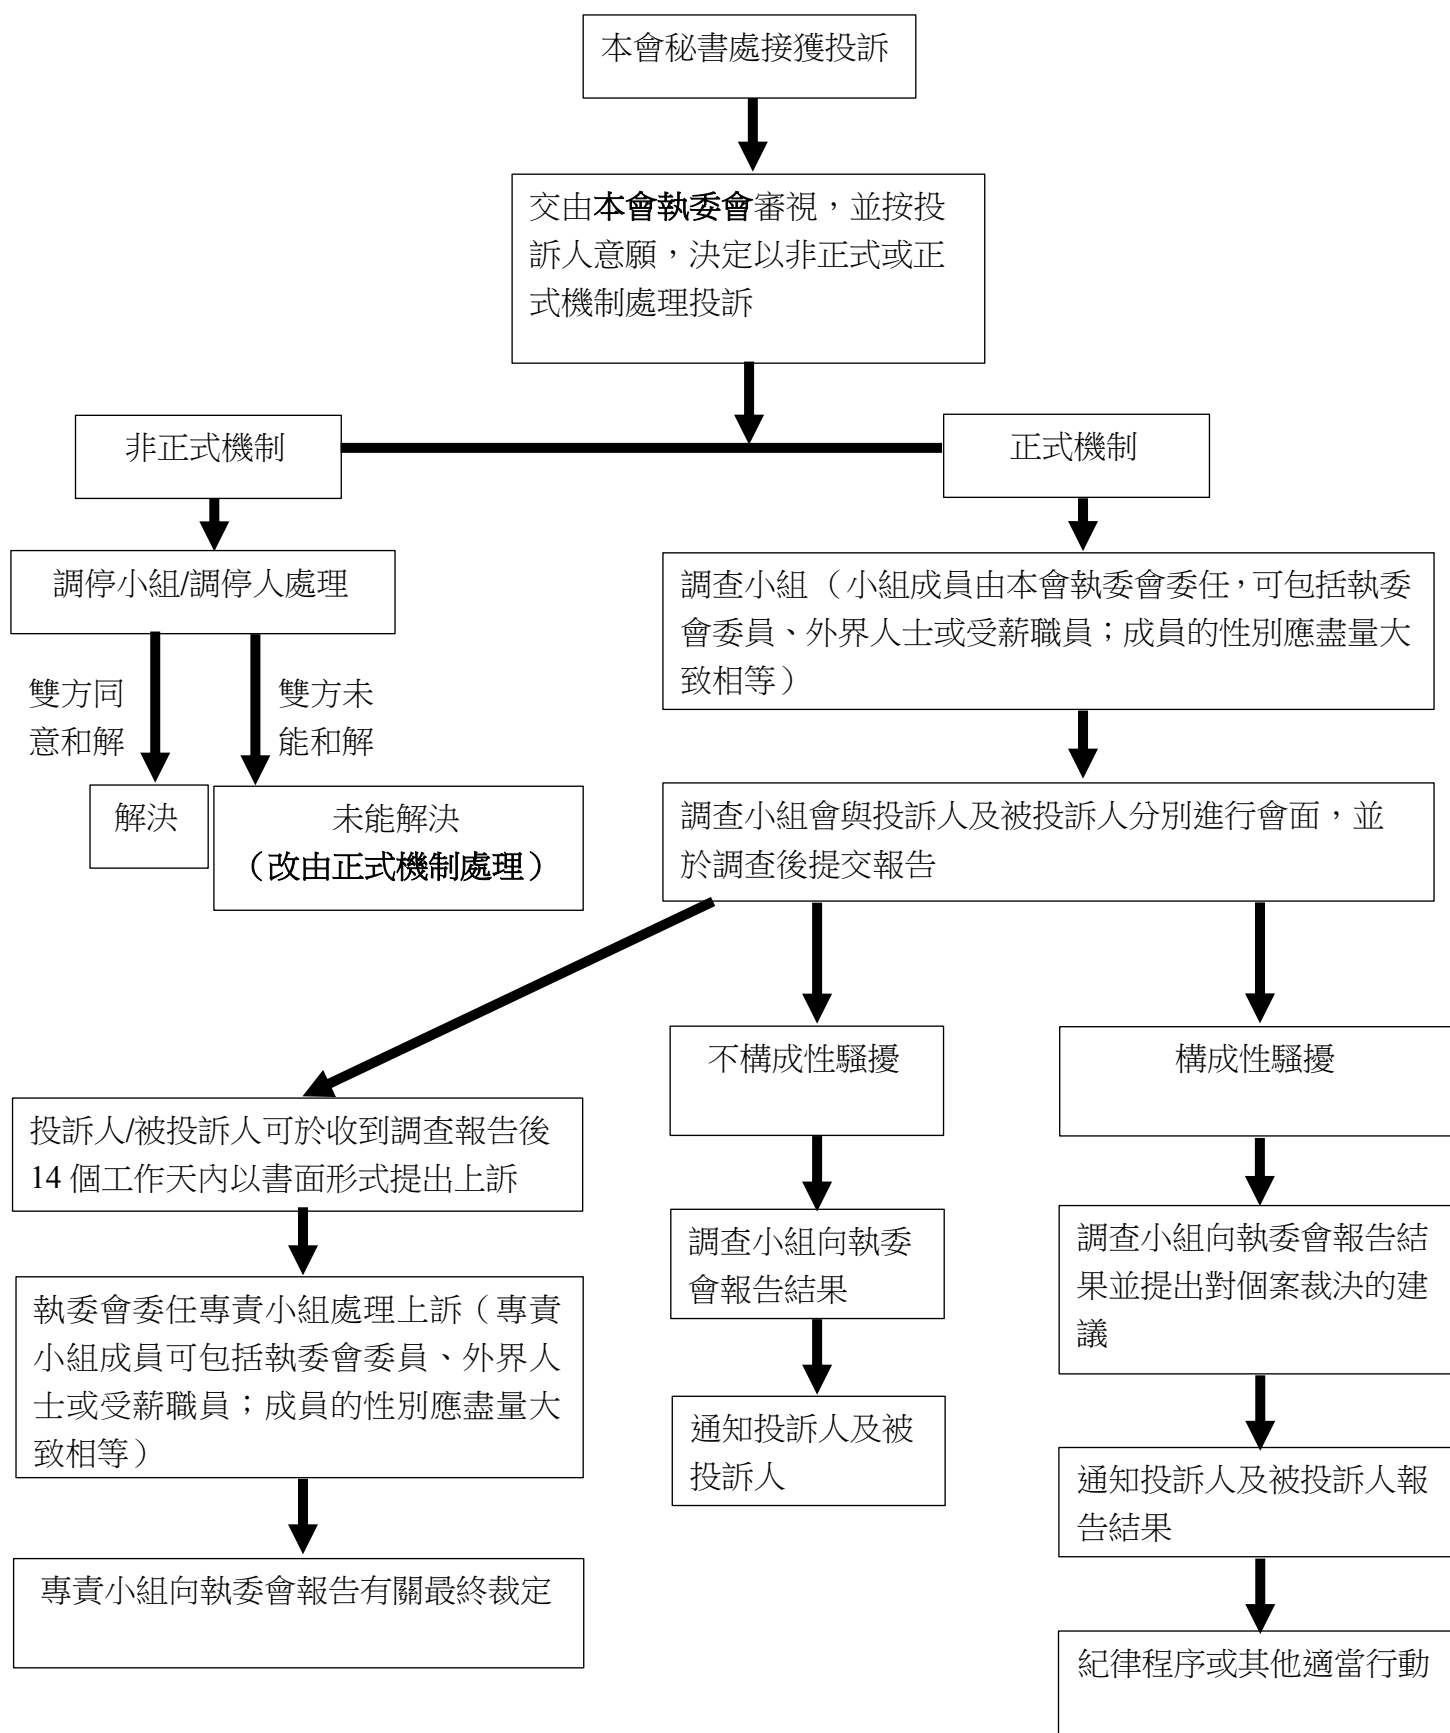 本會秘書處接獲投訴
交由本會執委會審視，並按投
訴人意願，決定以非正式或正
式機制處理投訴
非正式機制
正式機制
調停小組/調停人處理
調查小組（小組成員由本會執委會委任，可包括執委
會委員、外界人士或受薪職員；成員的性別應盡量大
致相等）
雙方同
意和解
雙方未
能和解
解決
未能解決
（改由正式機制處理）
調查小組會與投訴人及被投訴人分別進行會面，並
於調查後提交報告
不構成性騷擾
構成性騷擾
投訴人/被投訴人可於收到調查報告後
14 個工作天內以書面形式提出上訴
調查小組向執委
會報告結果
調查小組向執委會報告結
果並提出對個案裁決的建
議
執委會委任專責小組處理上訴（專責
小組成員可包括執委會委員、外界人
士或受薪職員；成員的性別應盡量大
致相等）
通知投訴人及被
投訴人
通知投訴人及被投訴人報
告結果
專責小組向執委會報告有關最終裁定
紀律程序或其他適當行動